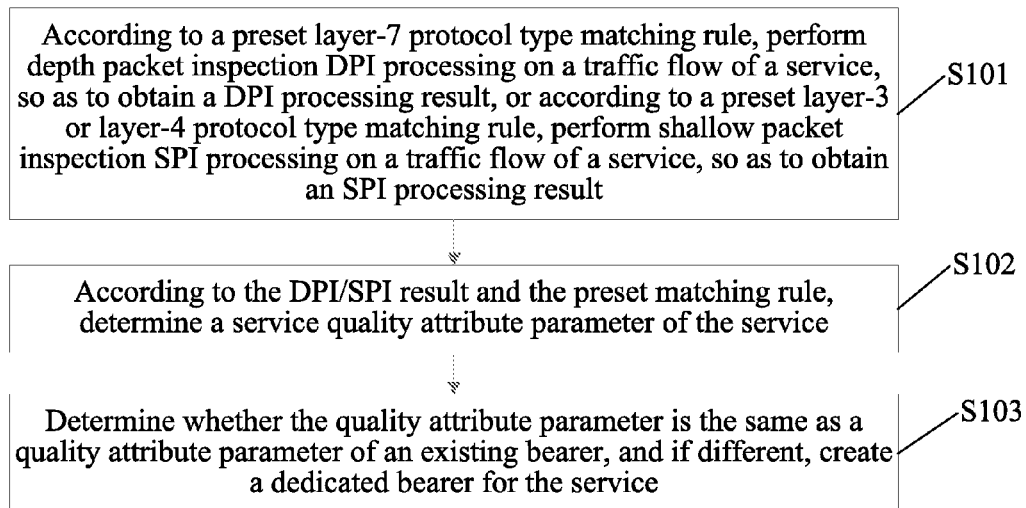 According to a preset layer-7 protocol type matching rule, perform
depth packet inspection DPI processing on a traffic flow of a service,
so as to obtain a DPI processing result, or according to a preset layer-3
or layer-4 protocol type matching rule, perform shallow packet
inspection SPI processing on a traffic flow of a service, so as to obtain
an SPI processing result
S101
According to the DPI/SPI result and the preset matching rule,
determine a service quality attribute parameter of the service
S102
Determine whether the quality attribute parameter is the same as a
quality attribute parameter of an existing bearer, and if different, create
a dedicated bearer for the service
S103